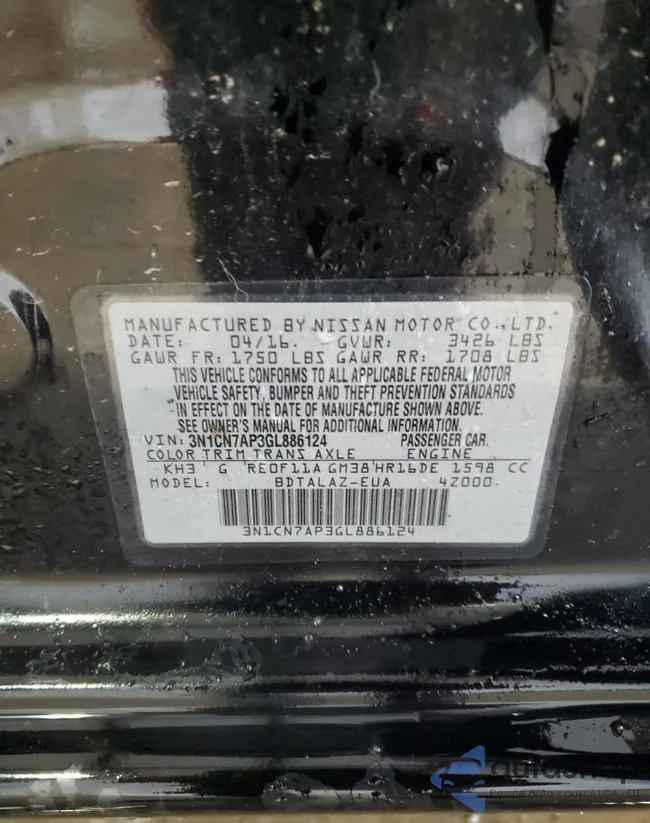 MANUFACTURED BY NISSAN MOTOR CO., LTD.
DATE: 04/16. GVWR: 3426 LBS
GAWR FR: 1750 LBS GAWR RR: 1708 LBS
THIS VEHICLE CONFORMS TO ALL APPLICABLE FEDERAL MOTOR
VEHICLE SAFETY, BUMPER AND THEFT PREVENTION STANDARDS
IN EFFECT ON THE DATE OF MANUFACTURE SHOWN ABOVE.
SEE OWNER'S MANUAL FOR ADDITIONAL INFORMATION.
VIN: 3N1CN7AP3GL886124 PASSENGER CAR.
COLOR TRIM TRANS AXLE ENGINE
KH3 G RE0F11A GM38 HR16DE 1598 CC
MODEL: BDTALAZ-EUA 4Z000.
3N1CN7AP3GL886124